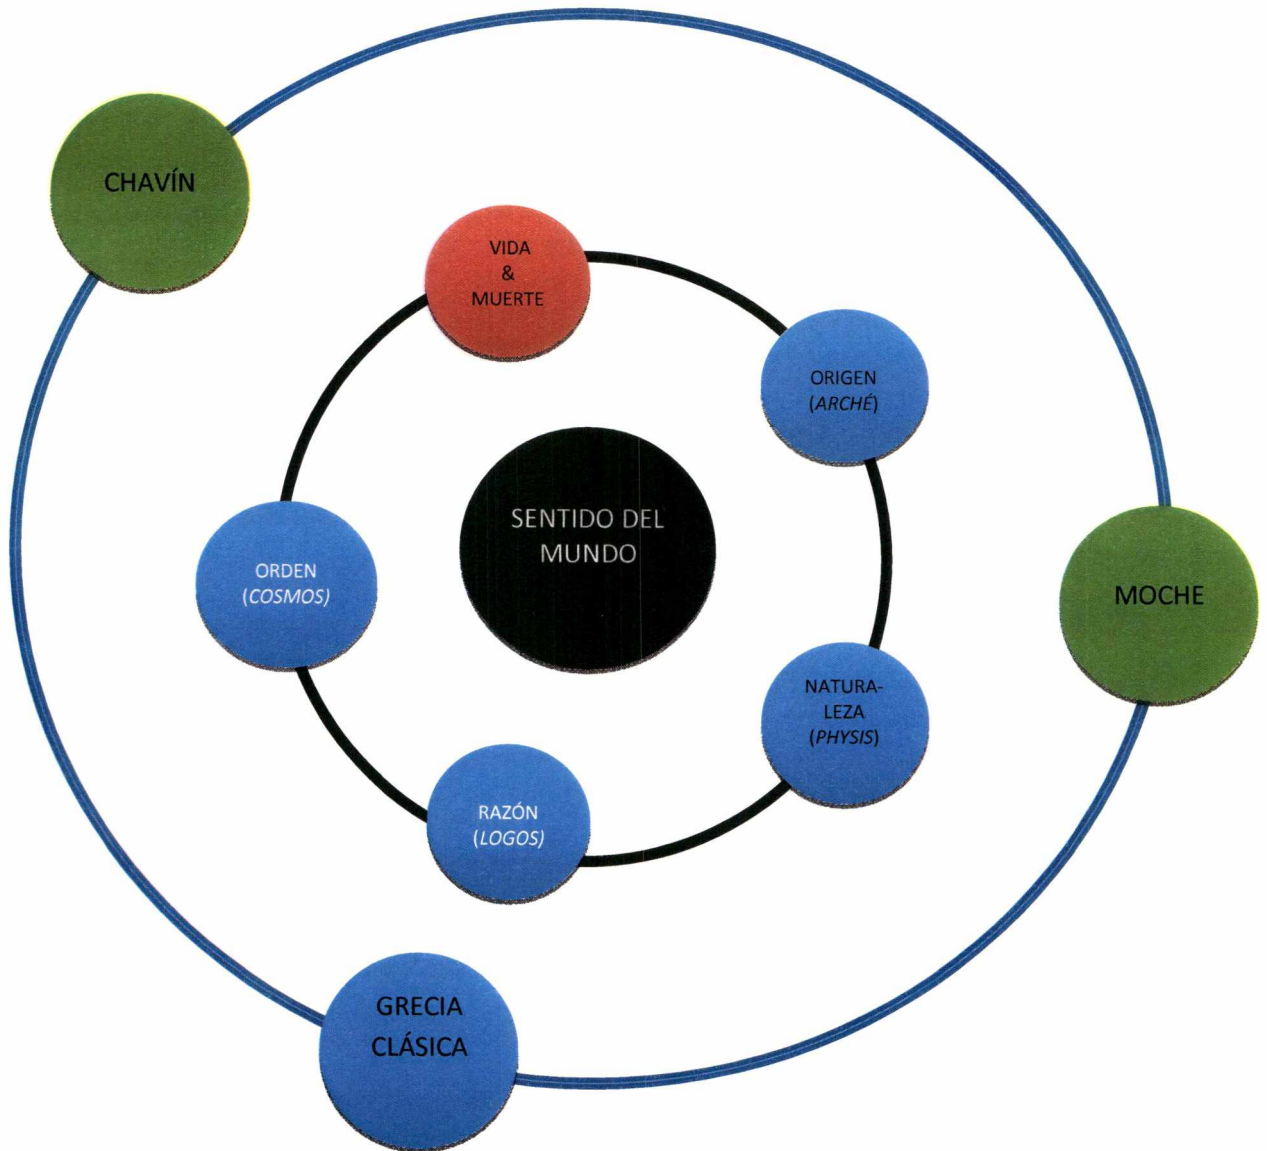 CHAVÍN
VIDA
&
MUERTE
ORIGEN
(ARCHÉ)
SENTIDO DEL
MUNDO
ORDEN
(COSMOS)
MOCHE
NATURA-
LEZA
(PHYSIS)
RAZÓN
(LOGOS)
GRECIA
CLÁSICA